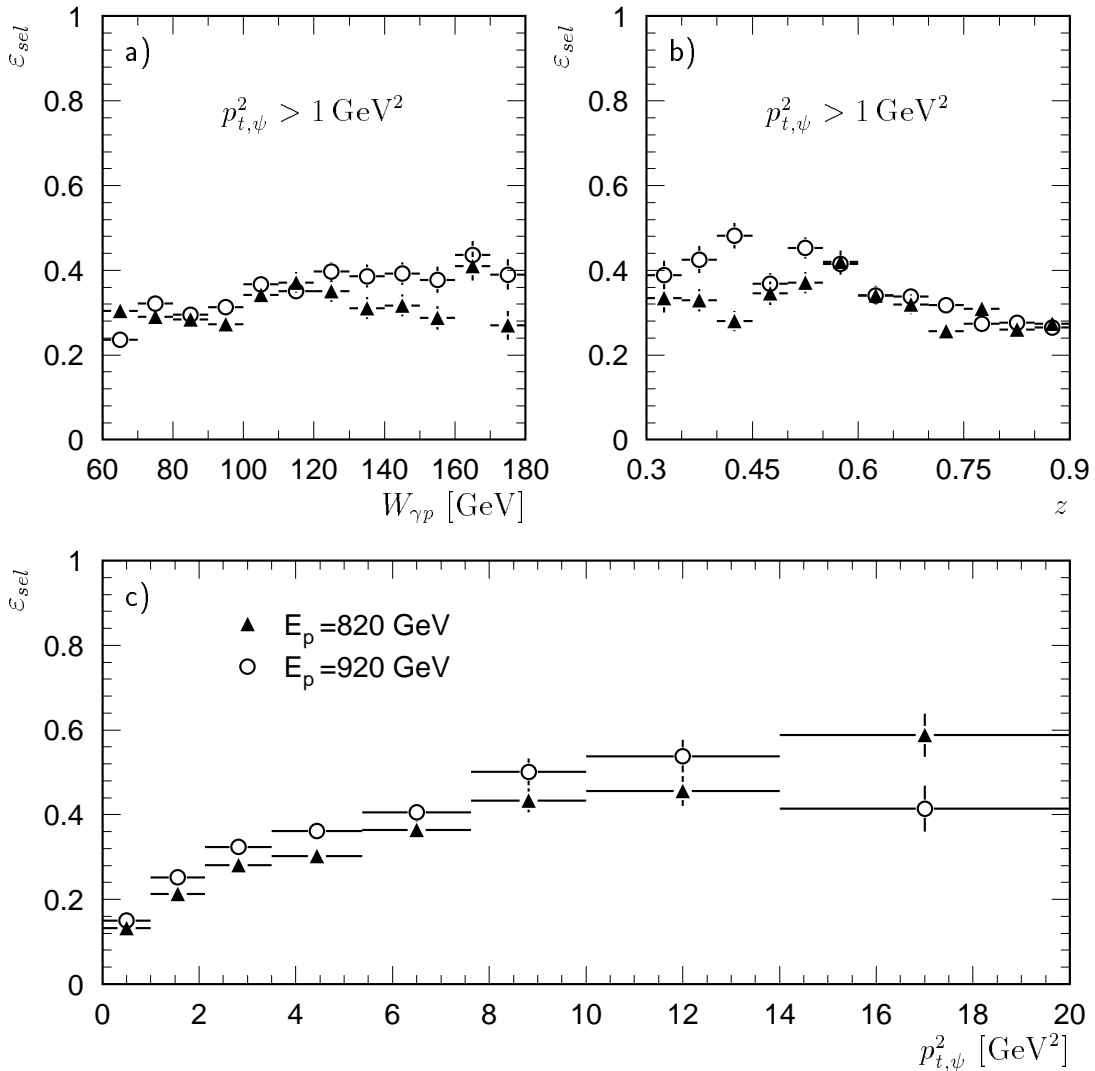 ε_sel
a)
p²_t,ψ > 1 GeV²
1
0.8
0.6
0.4
0.2
0
60 80 100 120 140 160 180
W_γp [GeV]
ε_sel
b)
p²_t,ψ > 1 GeV²
1
0.8
0.6
0.4
0.2
0
0.3 0.45 0.6 0.75 0.9
z
ε_sel
c)
E_p=820 GeV
E_p=920 GeV
1
0.8
0.6
0.4
0.2
0
0 2 4 6 8 10 12 14 16 18 20
p²_t,ψ [GeV²]